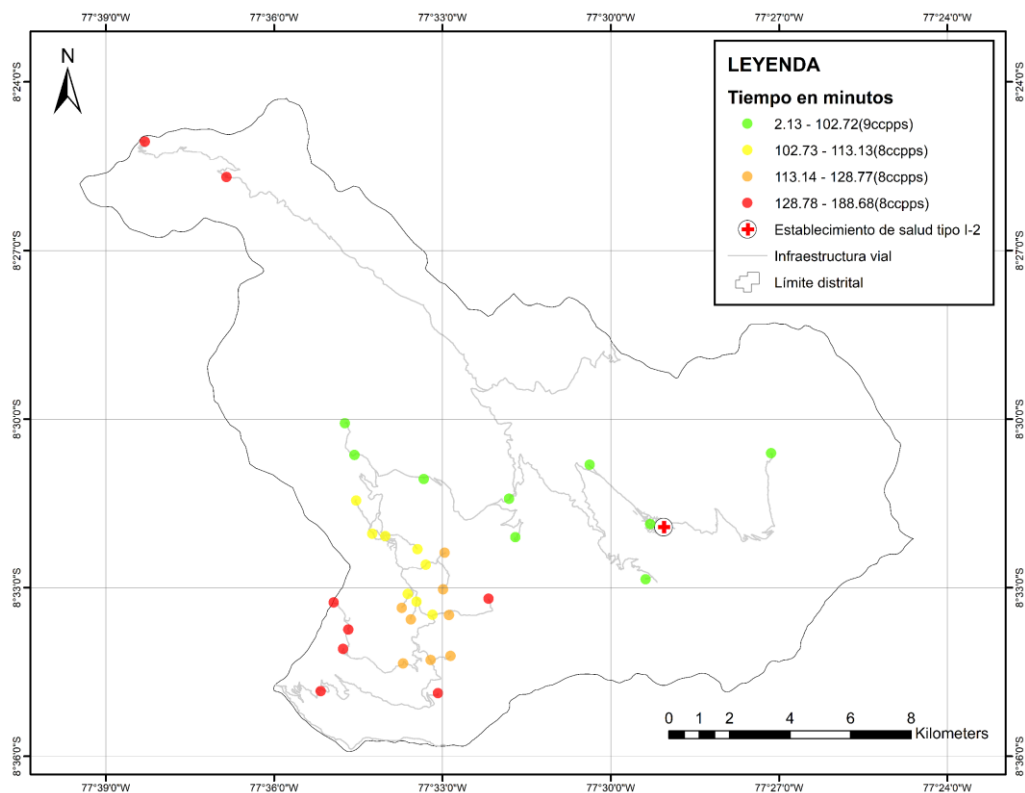 77°39'0"W 77°36'0"W 77°33'0"W 77°30'0"W 77°27'0"W 77°24'0"W
N
LEYENDA
Tiempo en minutos
2.13 - 102.72(9ccpps)
102.73 - 113.13(8ccpps)
113.14 - 128.77(8ccpps)
128.78 - 188.68(8ccpps)
Establecimiento de salud tipo I-2
Infraestructura vial
Límite distrital
8°24'0"S
8°24'0"S
8°27'0"S
8°27'0"S
8°30'0"S
8°30'0"S
8°33'0"S
8°33'0"S
8°36'0"S
8°36'0"S
0 1 2 4 6 8
Kilometers
77°39'0"W 77°36'0"W 77°33'0"W 77°30'0"W 77°27'0"W 77°24'0"W